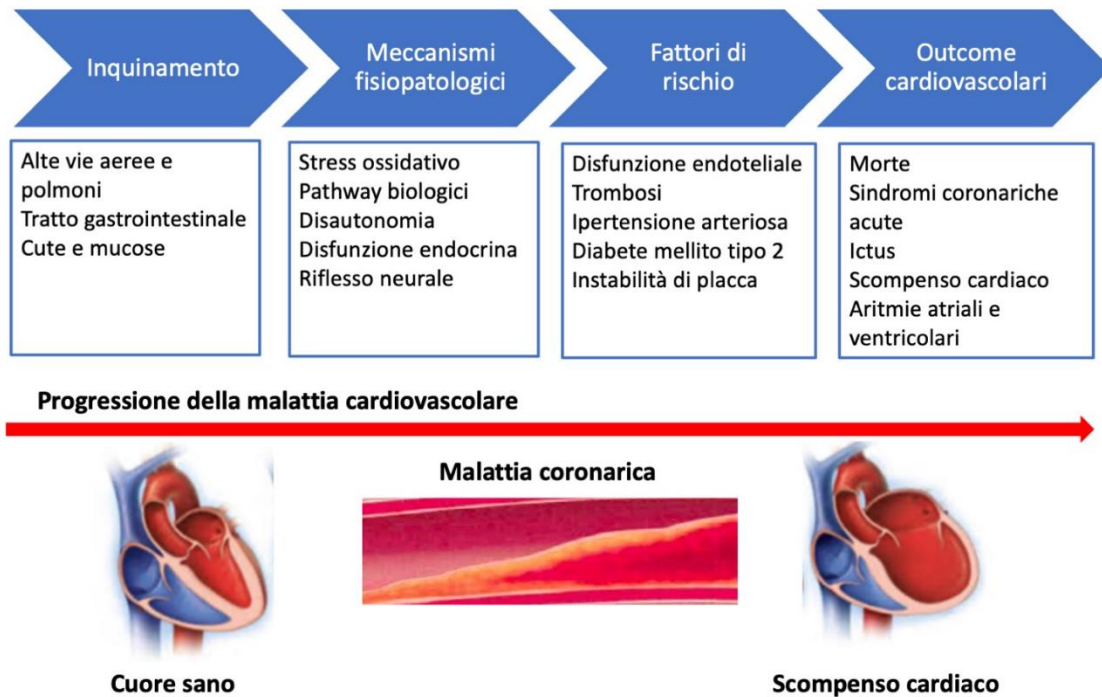 Inquinamento
Meccanismi
fisiopatologici
Fattori di
rischio
Outcome
cardiovascolari
Alte vie aeree e
polmoni
Tratto gastrointestinale
Cute e mucose
Stress ossidativo
Pathway biologici
Disautonomia
Disfunzione endocrina
Riflesso neurale
Disfunzione endoteliale
Trombosi
Ipertensione arteriosa
Diabete mellito tipo 2
Instabilità di placca
Morte
Sindromi coronariche
acute
Ictus
Scompenso cardiaco
Aritmie atriali e
ventricolari
Progressione della malattia cardiovascolare
Malattia coronarica
Cuore sano
Scompenso cardiaco